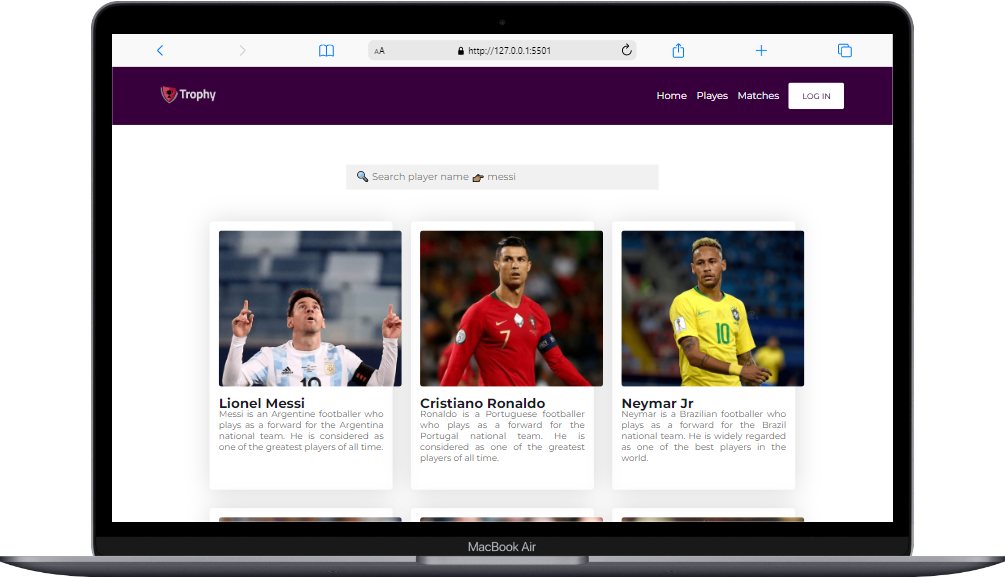 AA http://127.0.0.1:5501
Trophy
Home Playes Matches LOG IN
🔍 Search player name 👉🏽 messi
10
7
10
Lionel Messi
Messi is an Argentine footballer who
plays as a forward for the Argentina
national team. He is considered as
one of the greatest players of all time.
Cristiano Ronaldo
Ronaldo is a Portuguese footballer
who plays as a forward for the
Portugal national team. He is
considered as one of the greatest
players of all time.
Neymar Jr
Neymar is a Brazilian footballer who
plays as a forward for the Brazil
national team. He is widely regarded
as one of the best players in the
world.
MacBook Air